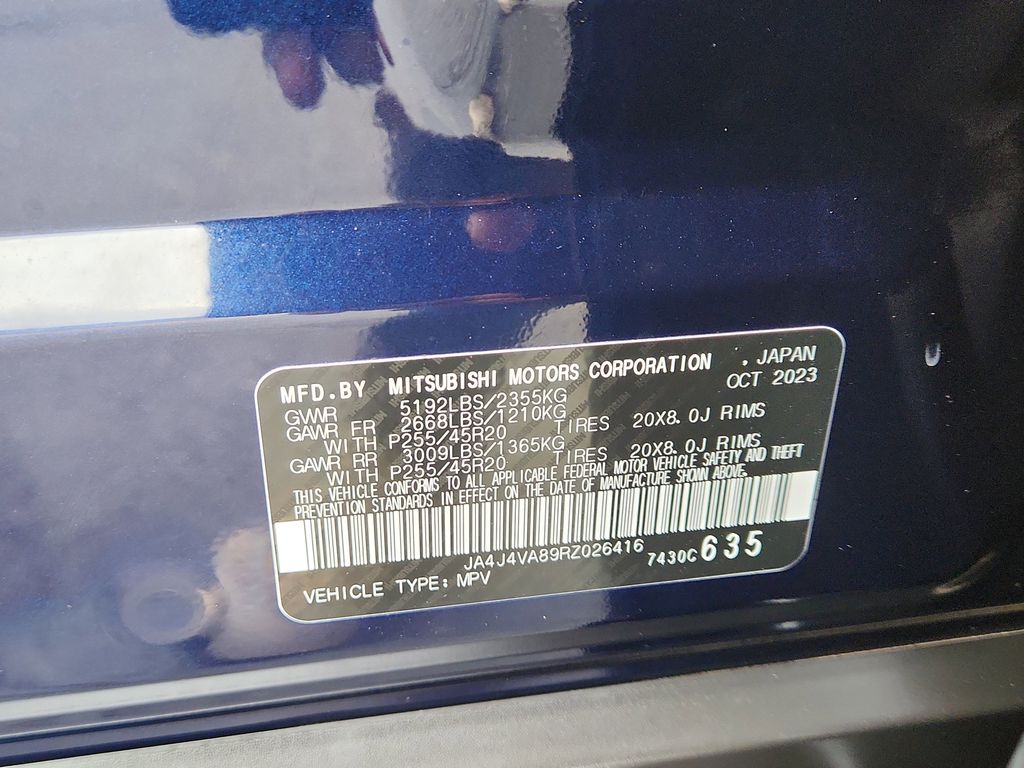 MFD.BY MITSUBISHI MOTORS CORPORATION . JAPAN
OCT 2023
GVWR 5192LBS/2355KG
GAWR FR 2668LBS/1210KG
WITH P255/45R20 TIRES 20X8.0J RIMS
GAWR RR 3009LBS/1365KG
WITH P255/45R20 TIRES 20X8.0J RIMS
THIS VEHICLE CONFORMS TO ALL APPLICABLE FEDERAL MOTOR VEHICLE SAFETY AND THEFT
PREVENTION STANDARDS IN EFFECT ON THE DATE OF MANUFACTURE SHOWN ABOVE.
JA4J4VA89RZ026416 7430C635
VEHICLE TYPE: MPV